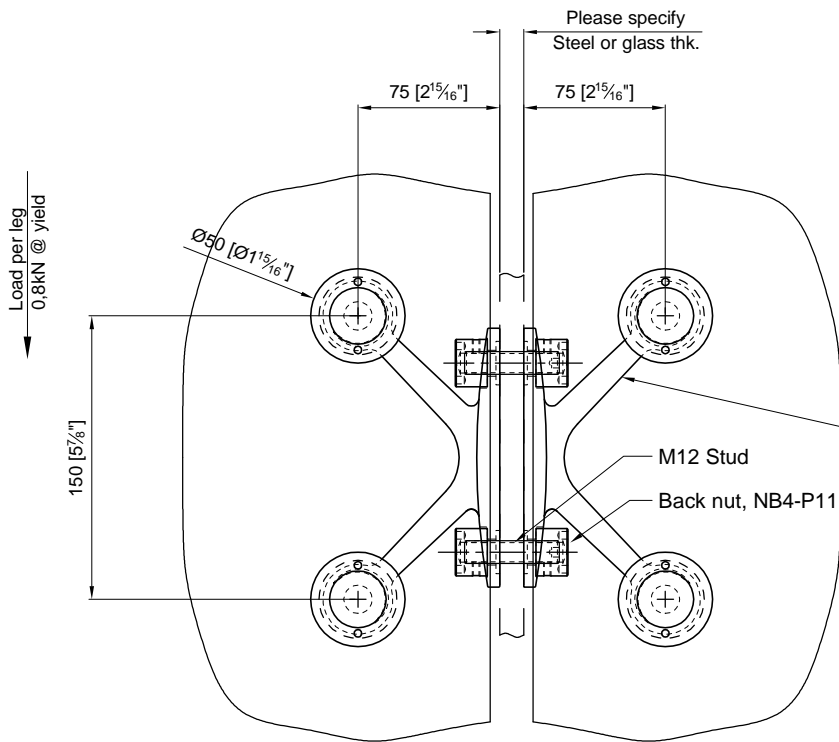 Please specify
Steel or glass thk.
75 [2 15/16"]
75 [2 15/16"]
Load per leg
0,8kN @ yield
Ø50 [Ø1 15/16"]
150 [5 7/8"]
M12 Stud
Back nut, NB4-P11